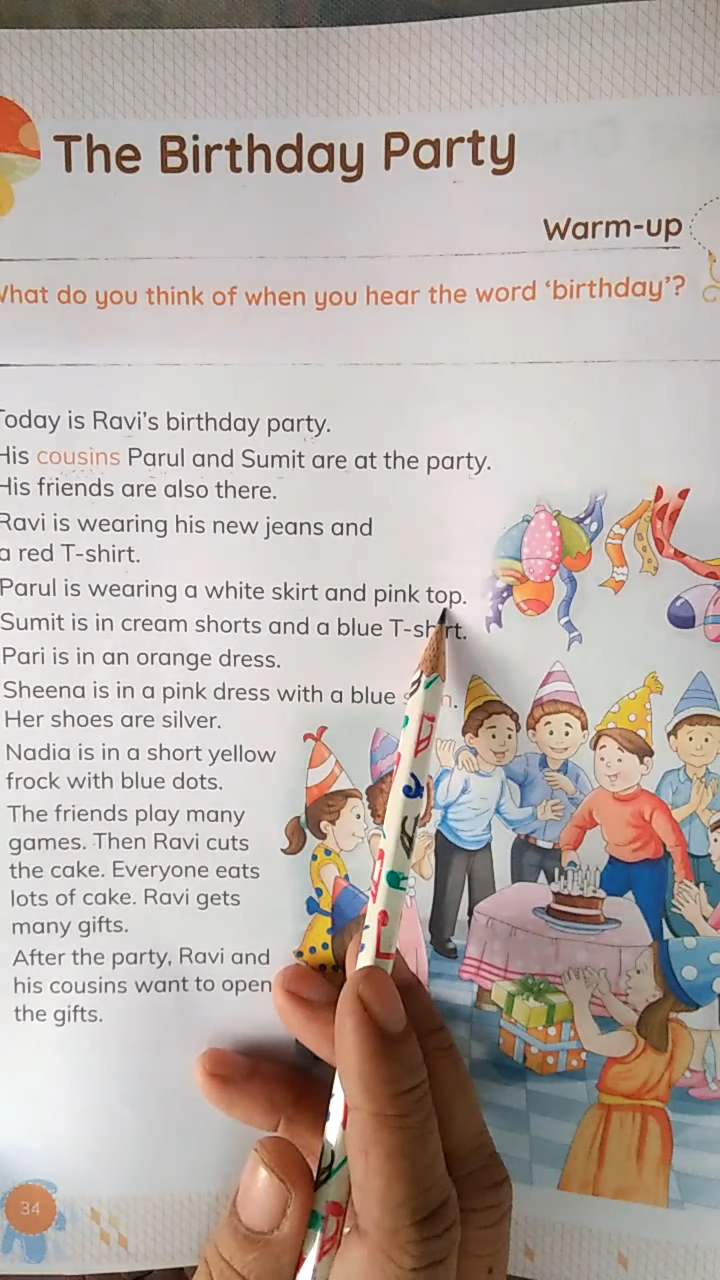 The Birthday Party
Warm-up
What do you think of when you hear the word ‘birthday’?
Today is Ravi’s birthday party.
His cousins Parul and Sumit are at the party.
His friends are also there.
Ravi is wearing his new jeans and
a red T-shirt.
Parul is wearing a white skirt and pink top.
Sumit is in cream shorts and a blue T-shirt.
Pari is in an orange dress.
Sheena is in a pink dress with a blue
Her shoes are silver.
Nadia is in a short yellow
frock with blue dots.
The friends play many
games. Then Ravi cuts
the cake. Everyone eats
lots of cake. Ravi gets
many gifts.
After the party, Ravi and
his cousins want to open
the gifts.
34